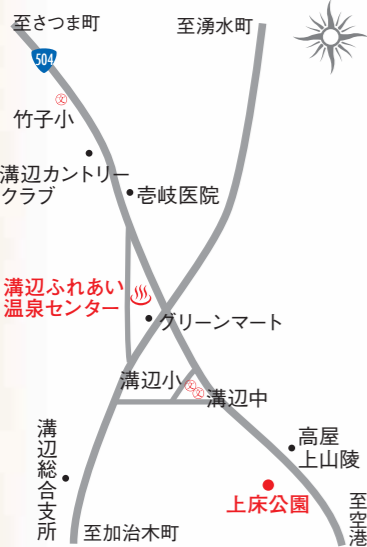 至さつま町
至湧水町
504
文
竹子小
溝辺カントリー
クラブ
壱岐医院
溝辺ふれあい
温泉センター
グリーンマート
溝辺小
文
文
溝辺中
溝辺総合支所
高屋
上山陵
上床公園
至加治木町
至空港